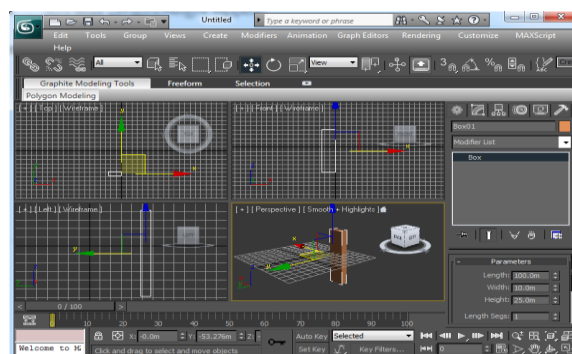 Untitled
Type a keyword or phrase
Edit Tools Group Views Create Modifiers Animation Graph Editors Rendering Customize MAXScript
Help
All
View
3
Graphite Modeling Tools Freeform Selection
Polygon Modeling
[ + ] [ Top ] [ Wireframe ]
[ + ] [ Front ] [ Wireframe ]
Box01
Modifier List
Box
[ + ] [ Left ] [ Wireframe ]
[ + ] [ Perspective ] [ Smooth + Highlights ]
Parameters
Length: 100.0m
Width: 10.0m
Height: 25.0m
Length Segs: 1
0 / 100
0 10 20 30 40 50 60 70 80 90 100
X: -0.0m Y: -53.276m Z:
Auto Key Selected
Welcome to M
Click and drag to select and move objects
Set Key Key Filters... 0